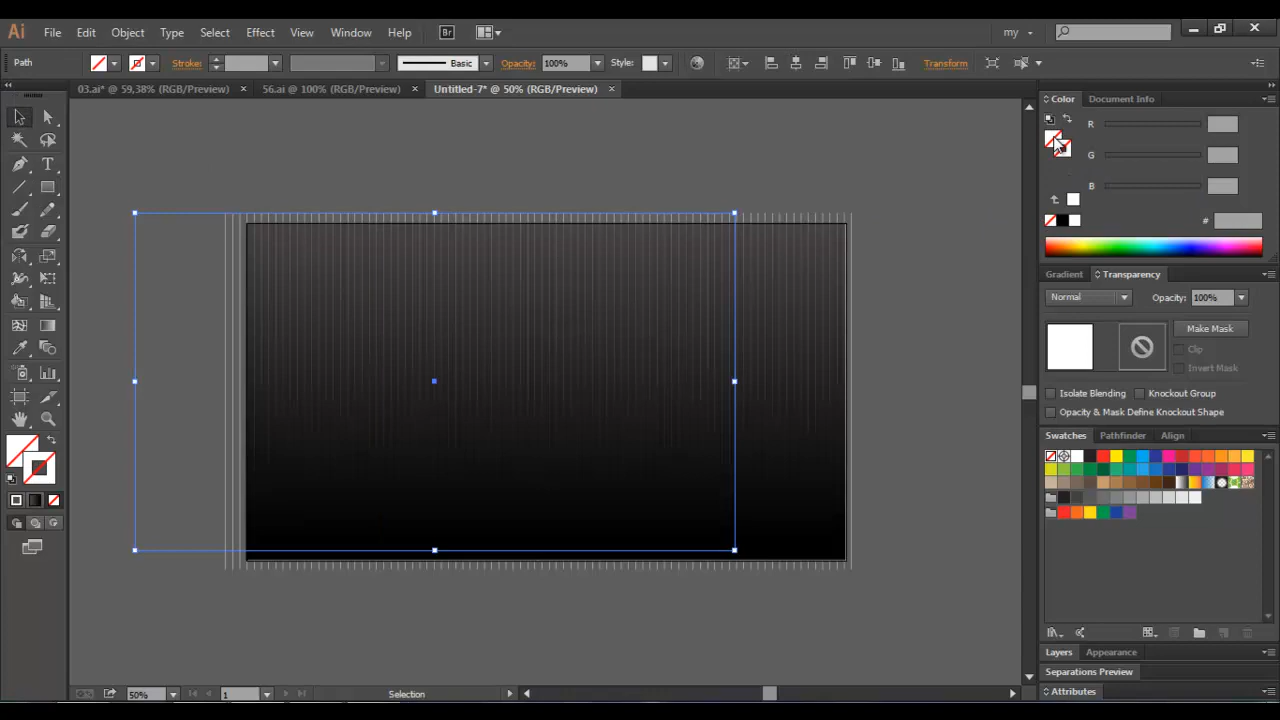 Ai File Edit Object Type Select Effect View Window Help Br my
Path Stroke: Basic Opacity: 100% Style: Transform
03.ai* @ 59,38% (RGB/Preview) × 56.ai @ 100% (RGB/Preview) × Untitled-7* @ 50% (RGB/Preview) ×
Color Document Info
R
G
B
#
Gradient Transparency
Normal Opacity: 100%
Make Mask
Clip
Invert Mask
Isolate Blending Knockout Group
Opacity & Mask Define Knockout Shape
Swatches Pathfinder Align
Layers Appearance
Separations Preview
Attributes
50% 1 Selection